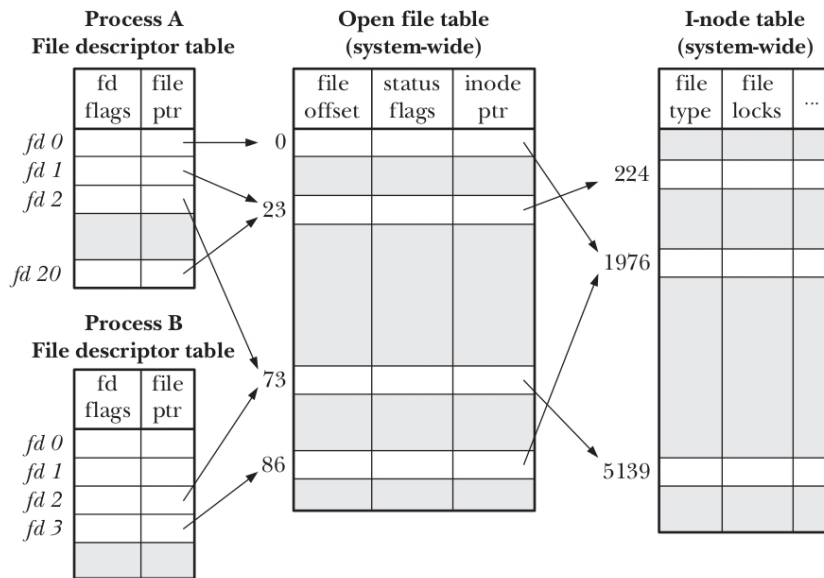 Process A
File descriptor table
fd flags
file ptr
fd 0
fd 1
fd 2
fd 20
Process B
File descriptor table
fd flags
file ptr
fd 0
fd 1
fd 2
fd 3
Open file table
(system-wide)
file offset
status flags
inode ptr
0
23
73
86
I-node table
(system-wide)
file type
file locks
...
224
1976
5139